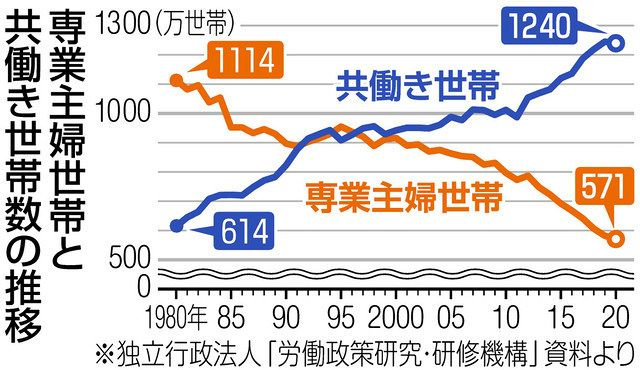 専業主婦世帯と
共働き世帯数の推移
1300(万世帯)
1000
500
0
1114
614
1240
571
共働き世帯
専業主婦世帯
1980年 85 90 95 2000 05 10 15 20
※独立行政法人「労働政策研究・研修機構」資料より